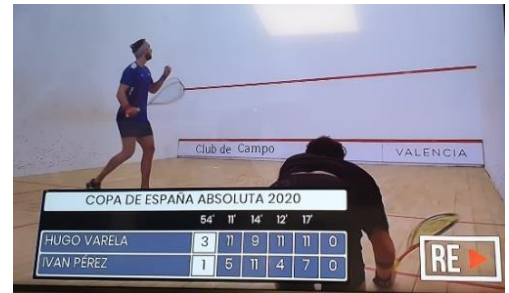 Club de Campo VALENCIA
COPA DE ESPAÑA ABSOLUTA 2020
54' 11' 14' 12' 17'
HUGO VARELA 3 11 9 11 11 0
IVAN PÉREZ 1 5 11 4 7 0
RE